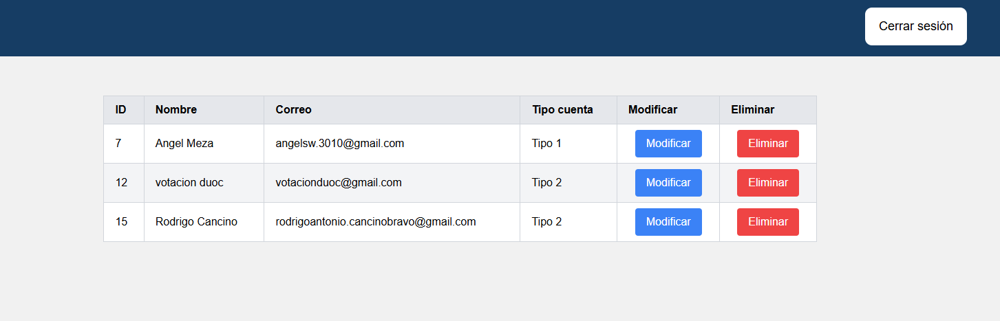 Cerrar sesión
ID Nombre Correo Tipo cuenta Modificar Eliminar
7 Angel Meza angelsw.3010@gmail.com Tipo 1 Modificar Eliminar
12 votacion duoc votacionduoc@gmail.com Tipo 2 Modificar Eliminar
15 Rodrigo Cancino rodrigoantonio.cancinobravo@gmail.com Tipo 2 Modificar Eliminar